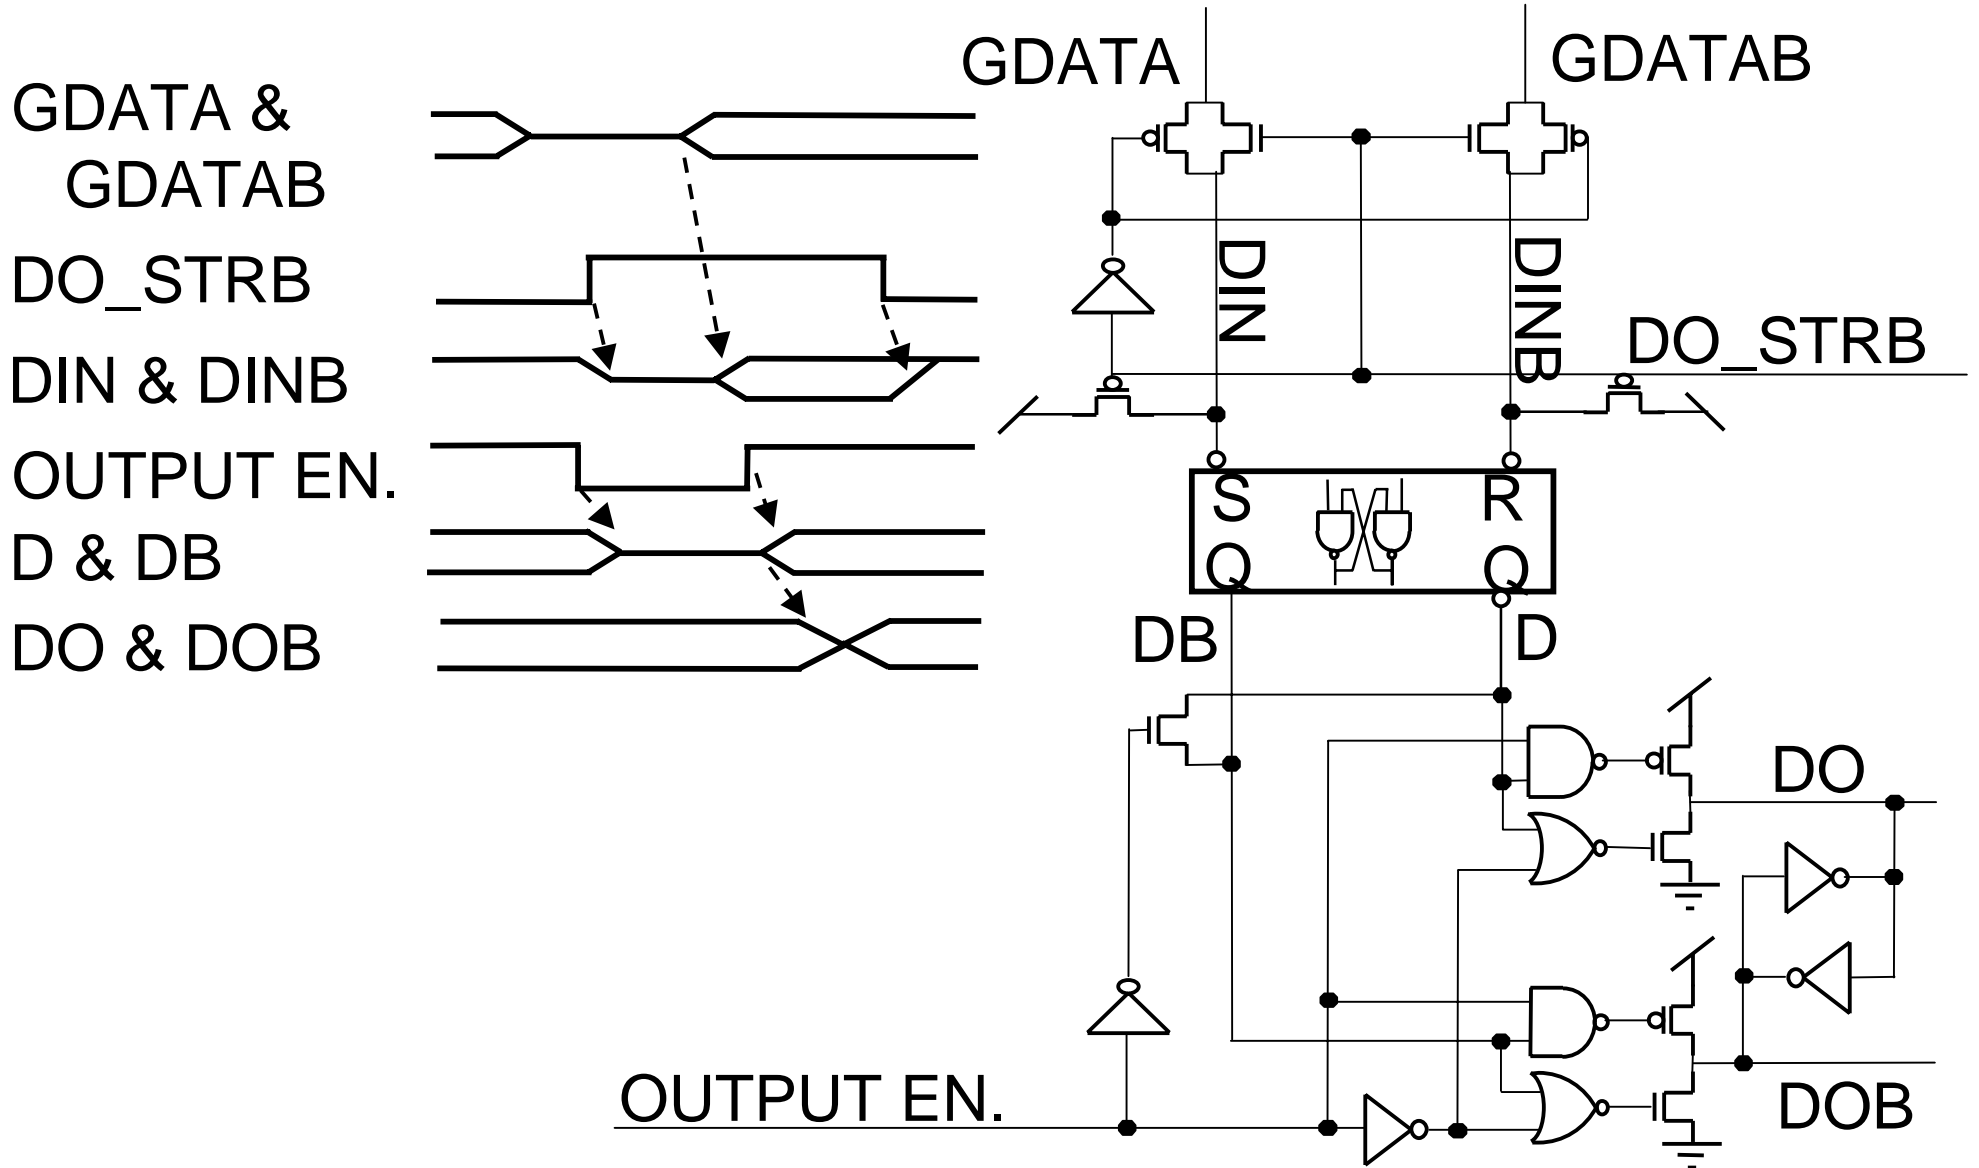 GDATA &
GDATAB
DO_STRB
DIN & DINB
OUTPUT EN.
D & DB
DO & DOB
GDATA
GDATAB
DIN
DINB
DO_STRB
S R
Q Q
DB D
DO
DOB
OUTPUT EN.